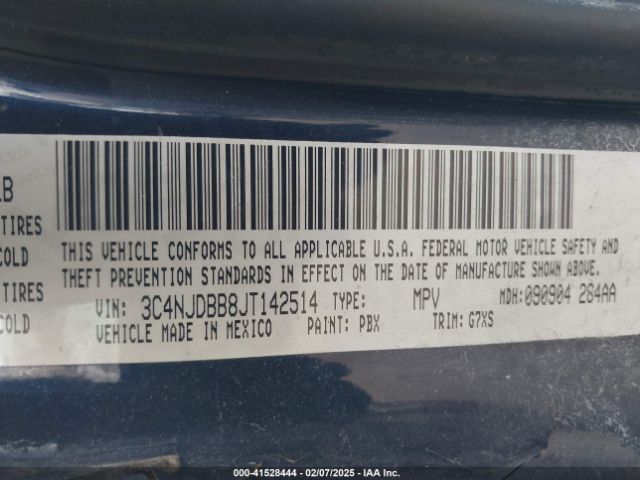 LB
TIRES
COLD
TIRES
COLD
THIS VEHICLE CONFORMS TO ALL APPLICABLE U.S.A. FEDERAL MOTOR VEHICLE SAFETY AND
THEFT PREVENTION STANDARDS IN EFFECT ON THE DATE OF MANUFACTURE SHOWN ABOVE.
VIN: 3C4NJDBB8JT142514 TYPE: MPV MDH:090904 284AA
VEHICLE MADE IN MEXICO PAINT: PBX TRIM: G7XS
000-41528444 - 02/07/2025 - IAA Inc.